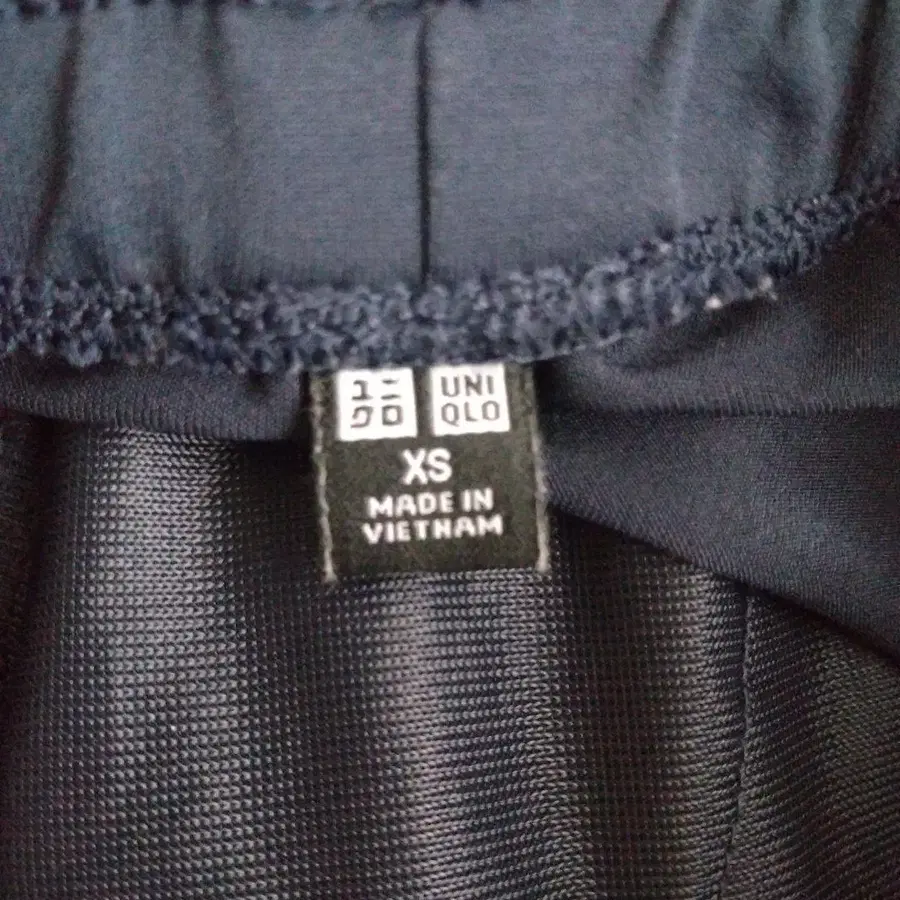 ユニ UNI
クロ QLO
XS
MADE IN
VIETNAM